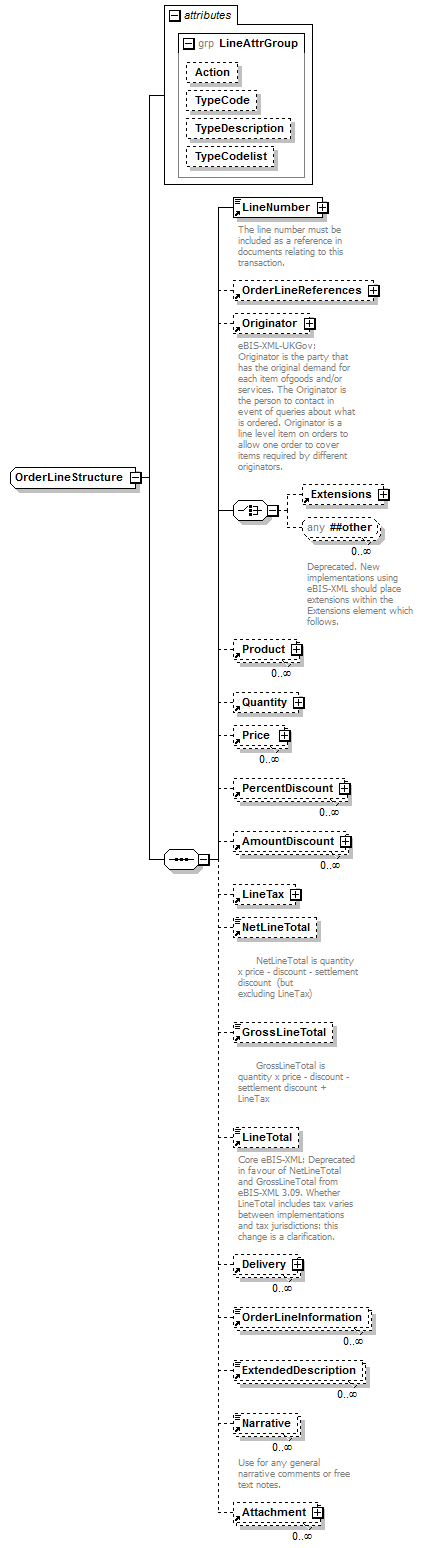 attributes
grp LineAttrGroup
Action
TypeCode
TypeDescription
TypeCodelist
LineNumber
The line number must be
included as a reference in
documents relating to this
transaction.
OrderLineReferences
Originator
eBIS-XML-UKGov:
Originator is the party that
has the original demand for
each item ofgoods and/or
services. The Originator is
the person to contact in
event of queries about what
is ordered. Originator is a
line level item on orders to
allow one order to cover
items required by different
originators.
OrderLineStructure
Extensions
any ##other
0..∞
Deprecated. New
implementations using
eBIS-XML should place
extensions within the
Extensions element which
follows.
Product
0..∞
Quantity
Price
0..∞
PercentDiscount
0..∞
AmountDiscount
0..∞
LineTax
NetLineTotal
NetLineTotal is quantity
x price - discount - settlement
discount (but
excluding LineTax)
GrossLineTotal
GrossLineTotal is
quantity x price - discount -
settlement discount +
LineTax
LineTotal
Core eBIS-XML: Deprecated
in favour of NetLineTotal
and GrossLineTotal from
eBIS-XML 3.09. Whether
LineTotal includes tax varies
between implementations
and tax jurisdictions: this
change is a clarification.
Delivery
0..∞
OrderLineInformation
0..∞
ExtendedDescription
0..∞
Narrative
0..∞
Use for any general
narrative comments or free
text notes.
Attachment
0..∞